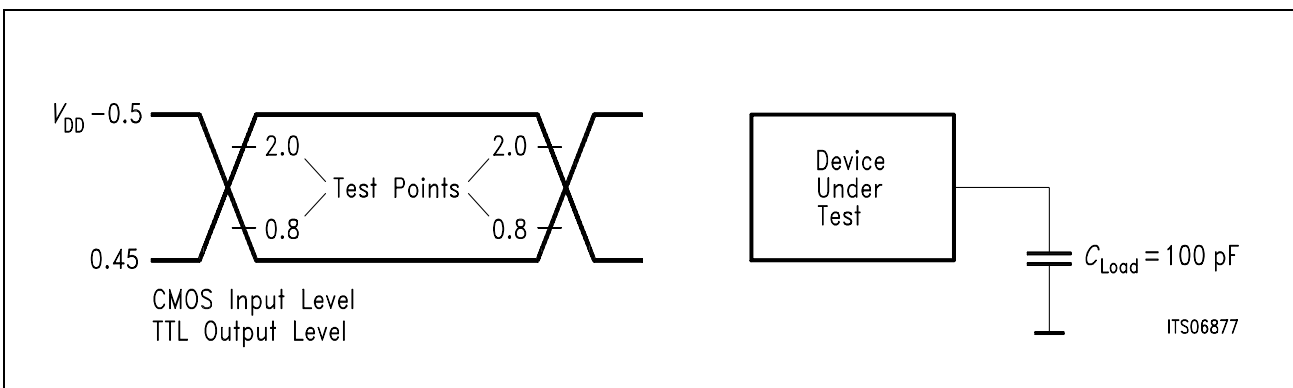 V_DD -0.5
2.0
2.0
Test Points
0.8
0.8
0.45
CMOS Input Level
TTL Output Level
Device
Under
Test
C_Load = 100 pF
ITS06877